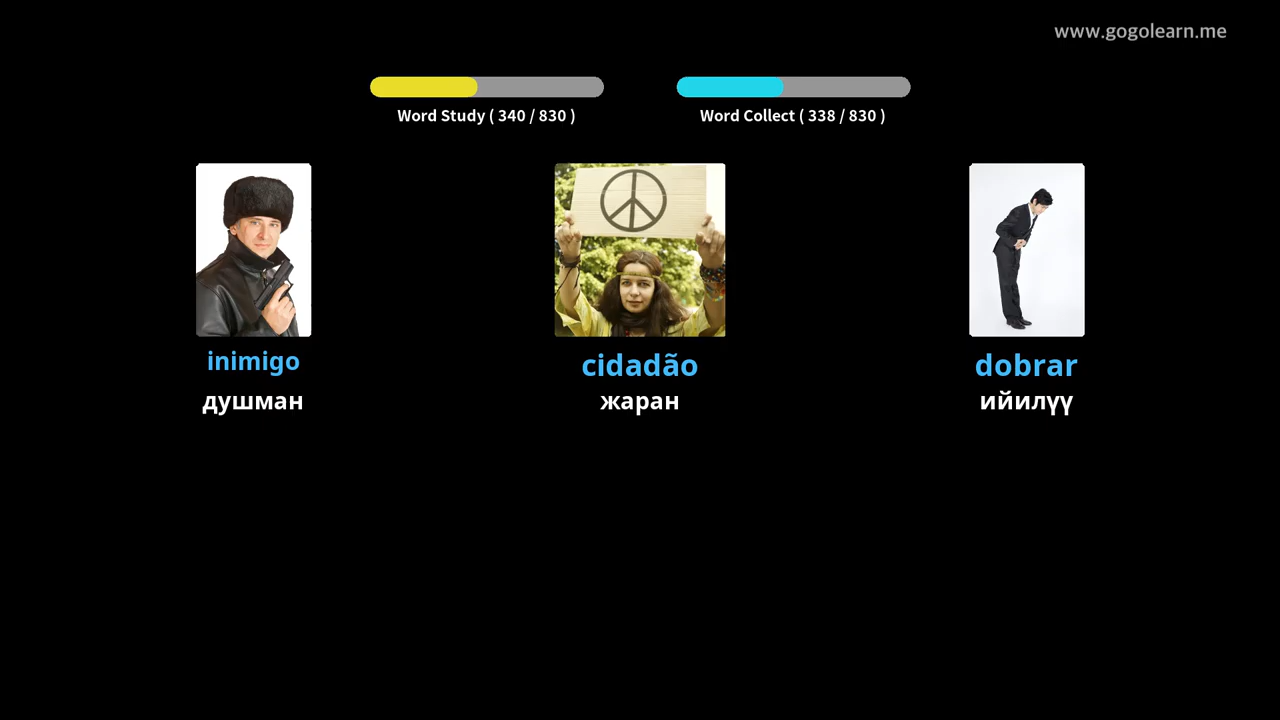 www.gogolearn.me
Word Study ( 340 / 830 )
Word Collect ( 338 / 830 )
inimigo
душман
cidadão
жаран
dobrar
ийилүү